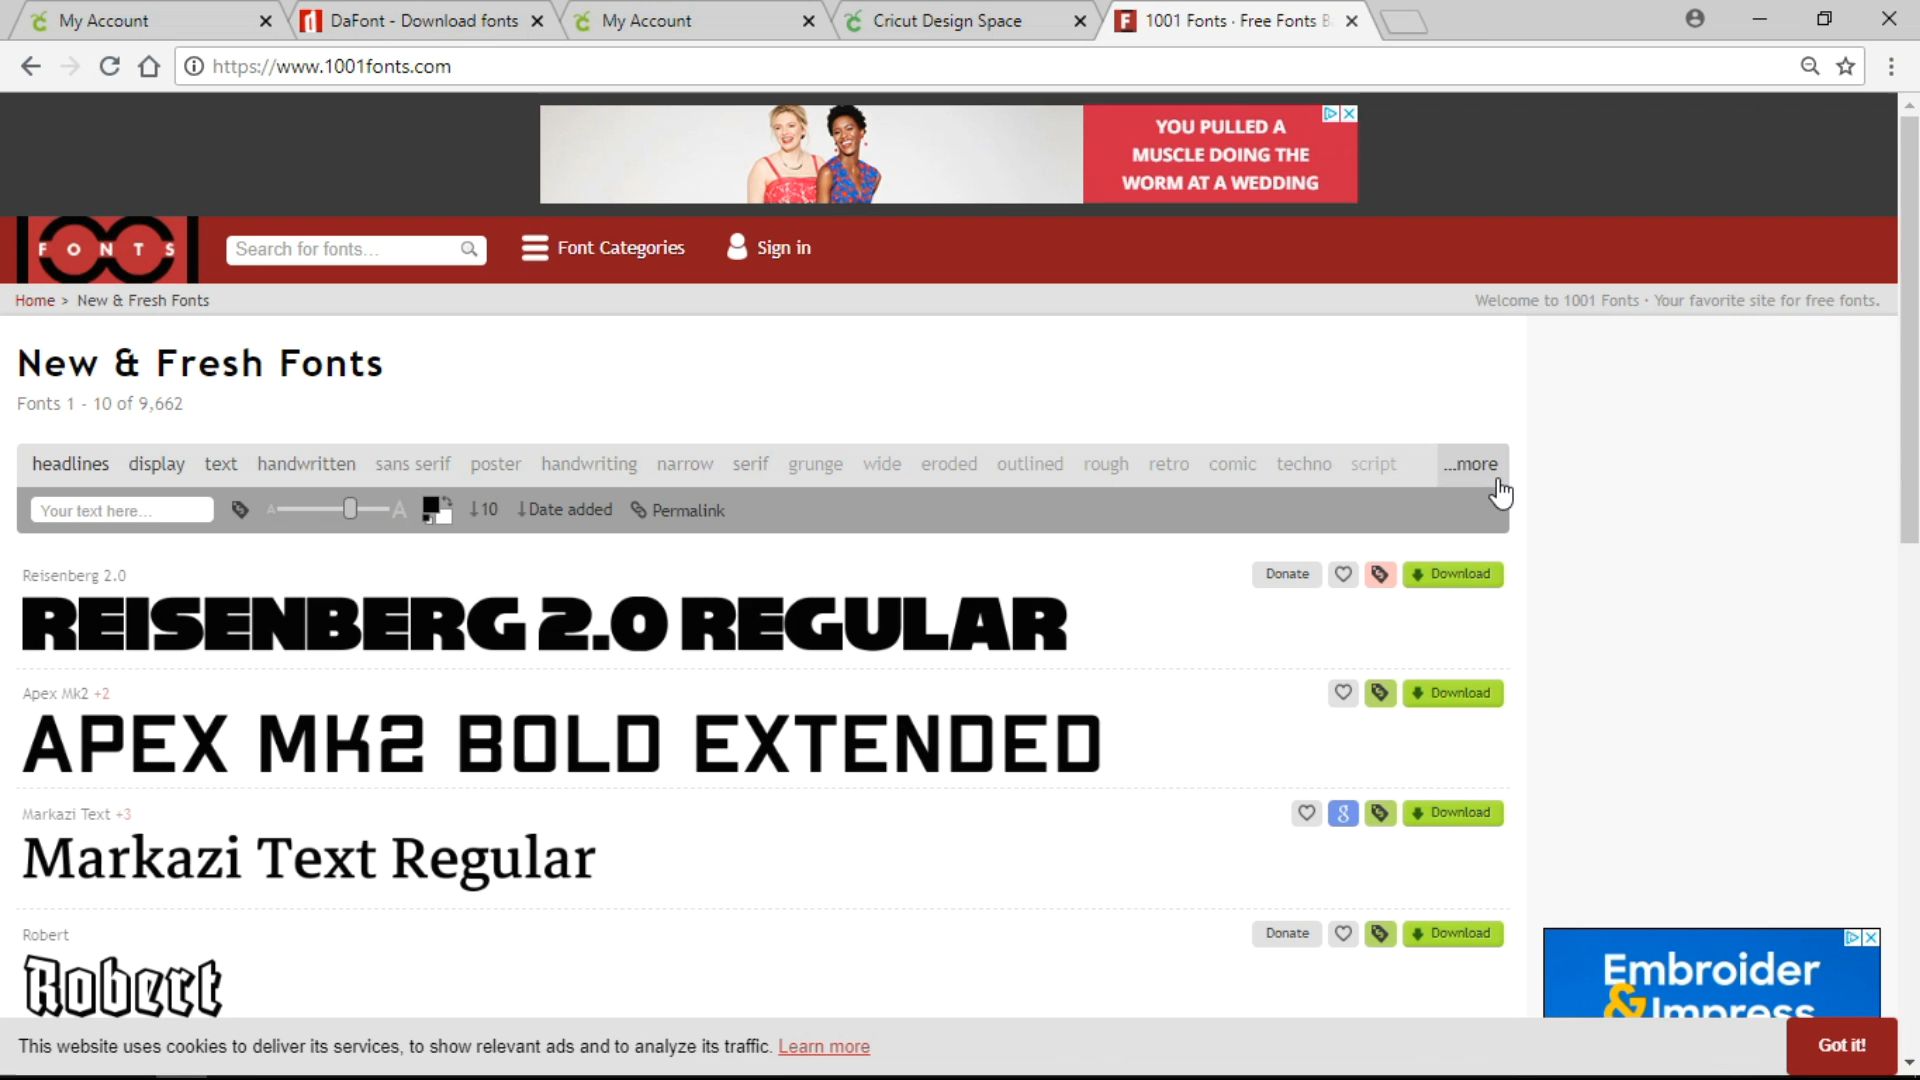 My Account
DaFont - Download fonts
My Account
Cricut Design Space
1001 Fonts · Free Fonts B
https://www.1001fonts.com
YOU PULLED A
MUSCLE DOING THE
WORM AT A WEDDING
FONTS
Search for fonts...
Font Categories
Sign in
Home > New & Fresh Fonts
Welcome to 1001 Fonts · Your favorite site for free fonts.
New & Fresh Fonts
Fonts 1 - 10 of 9,662
headlines display text handwritten sans serif poster handwriting narrow serif grunge wide eroded outlined rough retro comic techno script ...more
Your text here... A A ↓10 ↓Date added Permalink
Reisenberg 2.0
Donate Download
REISENBERG 2.0 REGULAR
Apex Mk2 +2
Download
APEX MK2 BOLD EXTENDED
Markazi Text +3
8 Download
Markazi Text Regular
Robert
Donate Download
Robert
Embroider
& Impress
This website uses cookies to deliver its services, to show relevant ads and to analyze its traffic. Learn more
Got it!